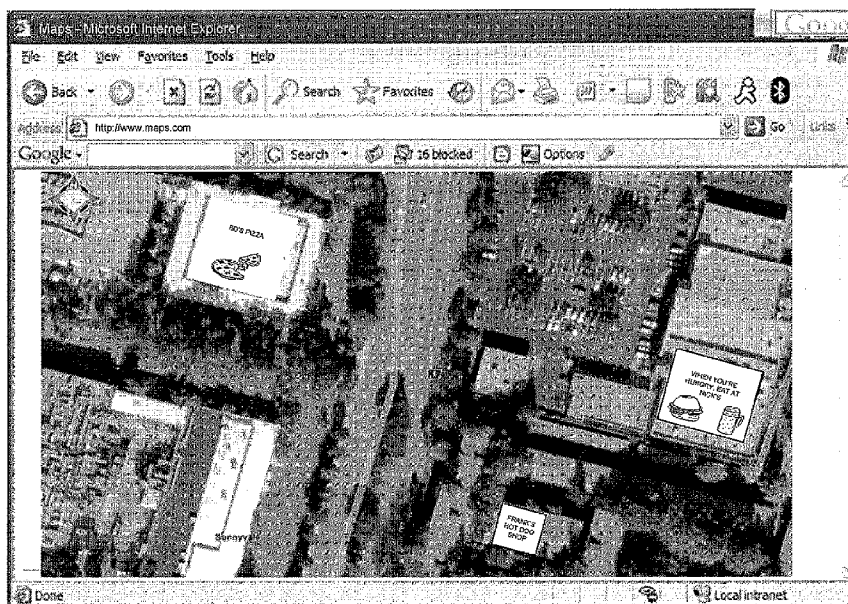 Maps - Microsoft Internet Explorer
File Edit View Favorites Tools Help
Back Search Favorites
Address http://www.maps.com Go Links
Google Search 16 blocked Options
BO'S PIZZA
WHEN YOU'RE
HUNGRY, EAT AT
NICK'S
FRANK'S
HOT DOG
SHOP
Done Local intranet